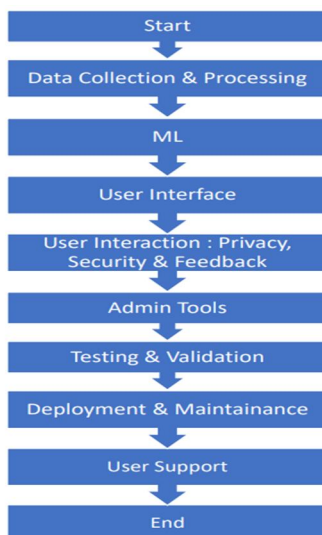 Start
Data Collection & Processing
ML
User Interface
User Interaction : Privacy,
Security & Feedback
Admin Tools
Testing & Validation
Deployment & Maintainance
User Support
End